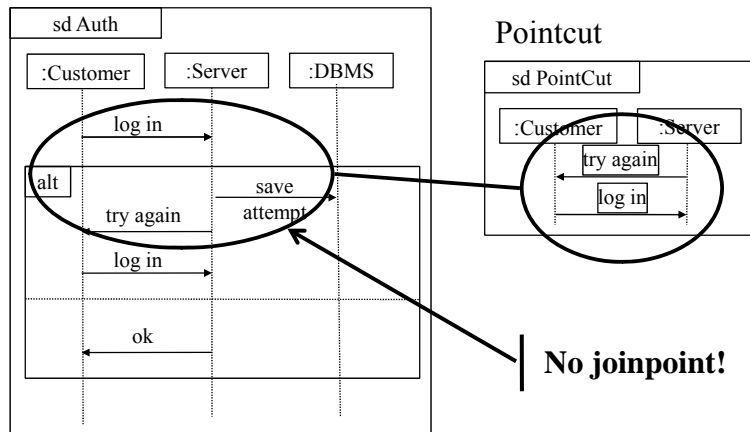 sd Auth
:Customer
:Server
:DBMS
log in
alt
save
attempt
try again
log in
ok
Pointcut
sd PointCut
:Customer
:Server
try again
log in
No joinpoint!